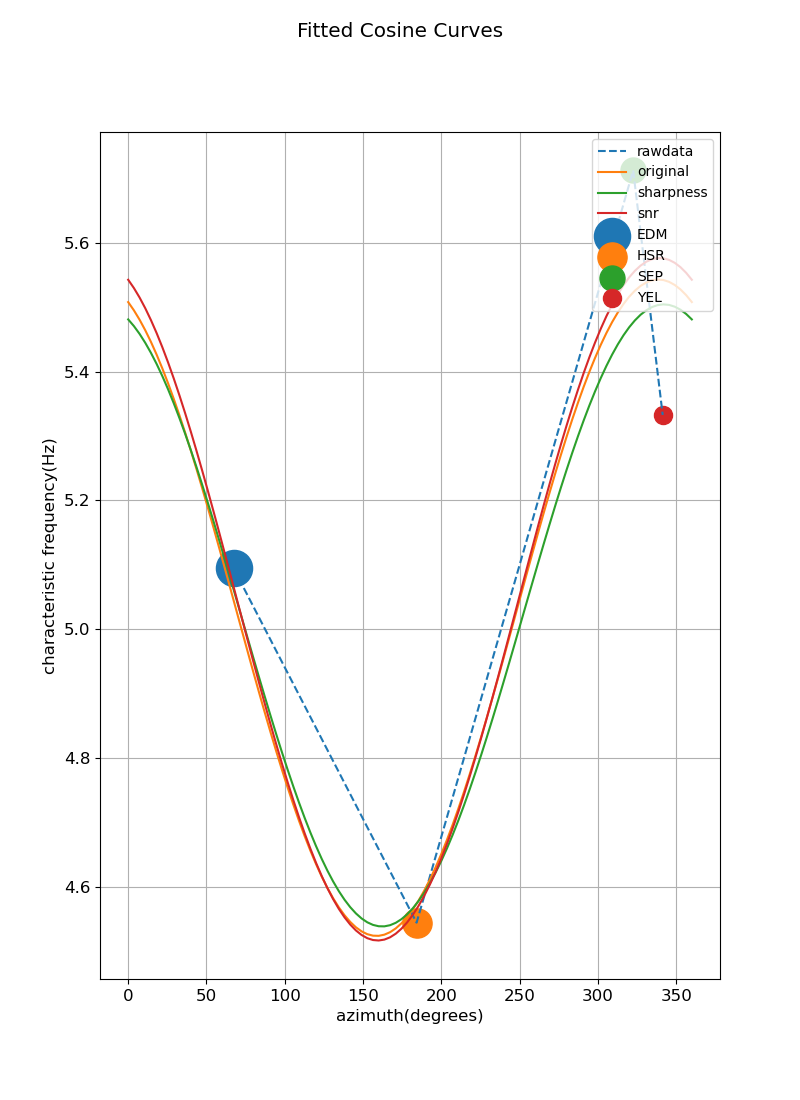 Fitted Cosine Curves
rawdata
original
sharpness
snr
EDM
HSR
SEP
YEL
5.6
5.4
5.2
5.0
4.8
4.6
characteristic frequency(Hz)
0 50 100 150 200 250 300 350
azimuth(degrees)